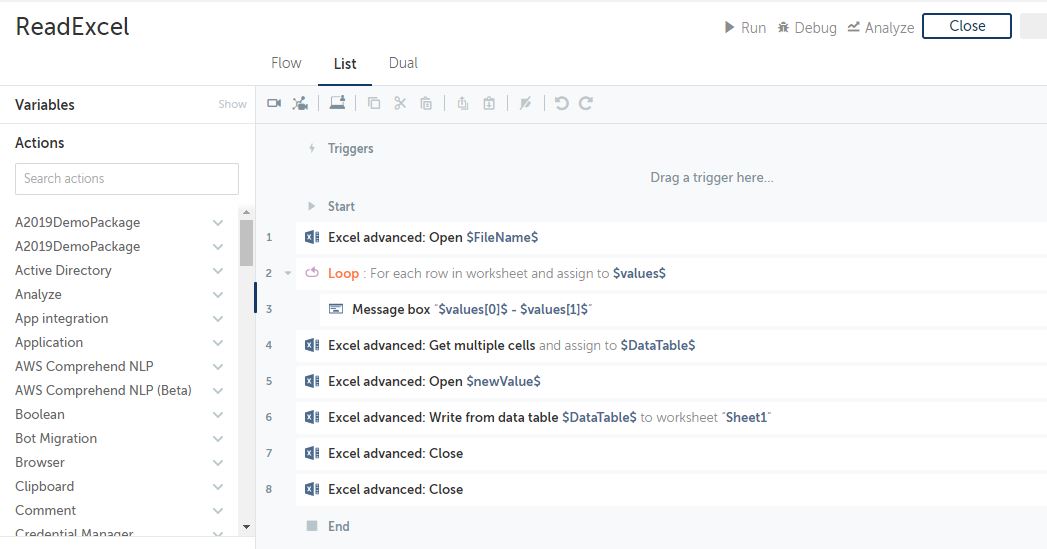 ReadExcel
Run Debug Analyze Close
Flow List Dual
Variables Show
Actions
Search actions
A2019DemoPackage
A2019DemoPackage
Active Directory
Analyze
App integration
Application
AWS Comprehend NLP
AWS Comprehend NLP (Beta)
Boolean
Bot Migration
Browser
Clipboard
Comment
Credential Manager
Triggers
Drag a trigger here...
Start
1 Excel advanced: Open $FileName$
2 Loop : For each row in worksheet and assign to $values$
3 Message box "$values[0]$ - $values[1]$"
4 Excel advanced: Get multiple cells and assign to $DataTable$
5 Excel advanced: Open $newValue$
6 Excel advanced: Write from data table $DataTable$ to worksheet "Sheet1"
7 Excel advanced: Close
8 Excel advanced: Close
End